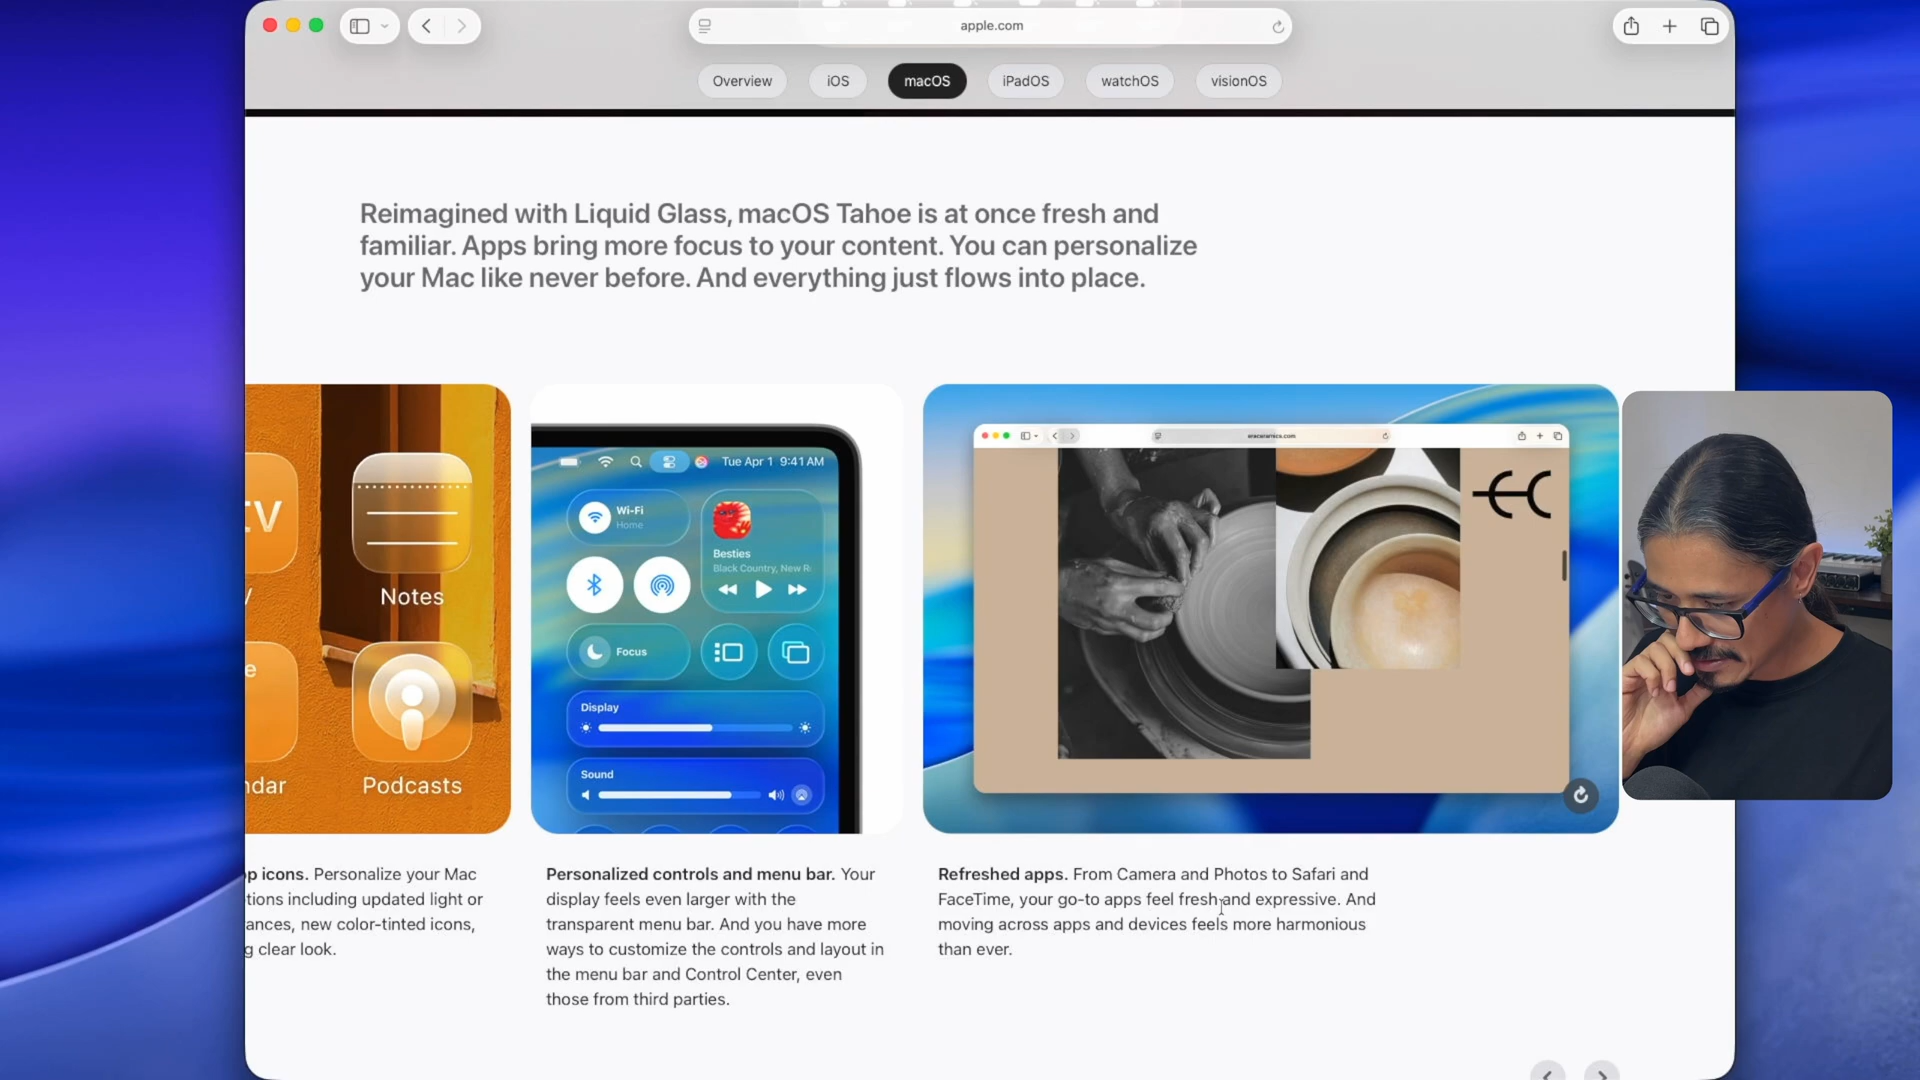 apple.com
Overview
iOS
macOS
iPadOS
watchOS
visionOS
Reimagined with Liquid Glass, macOS Tahoe is at once fresh and
familiar. Apps bring more focus to your content. You can personalize
your Mac like never before. And everything just flows into place.
Notes
ndar
Podcasts
Tue Apr 1 9:41 AM
Wi-Fi
Home
Besties
Black Country, New R
Focus
Display
Sound
EC
p icons. Personalize your Mac
tions including updated light or
ances, new color-tinted icons,
g clear look.
Personalized controls and menu bar. Your
display feels even larger with the
transparent menu bar. And you have more
ways to customize the controls and layout in
the menu bar and Control Center, even
those from third parties.
Refreshed apps. From Camera and Photos to Safari and
FaceTime, your go-to apps feel fresh and expressive. And
moving across apps and devices feels more harmonious
than ever.